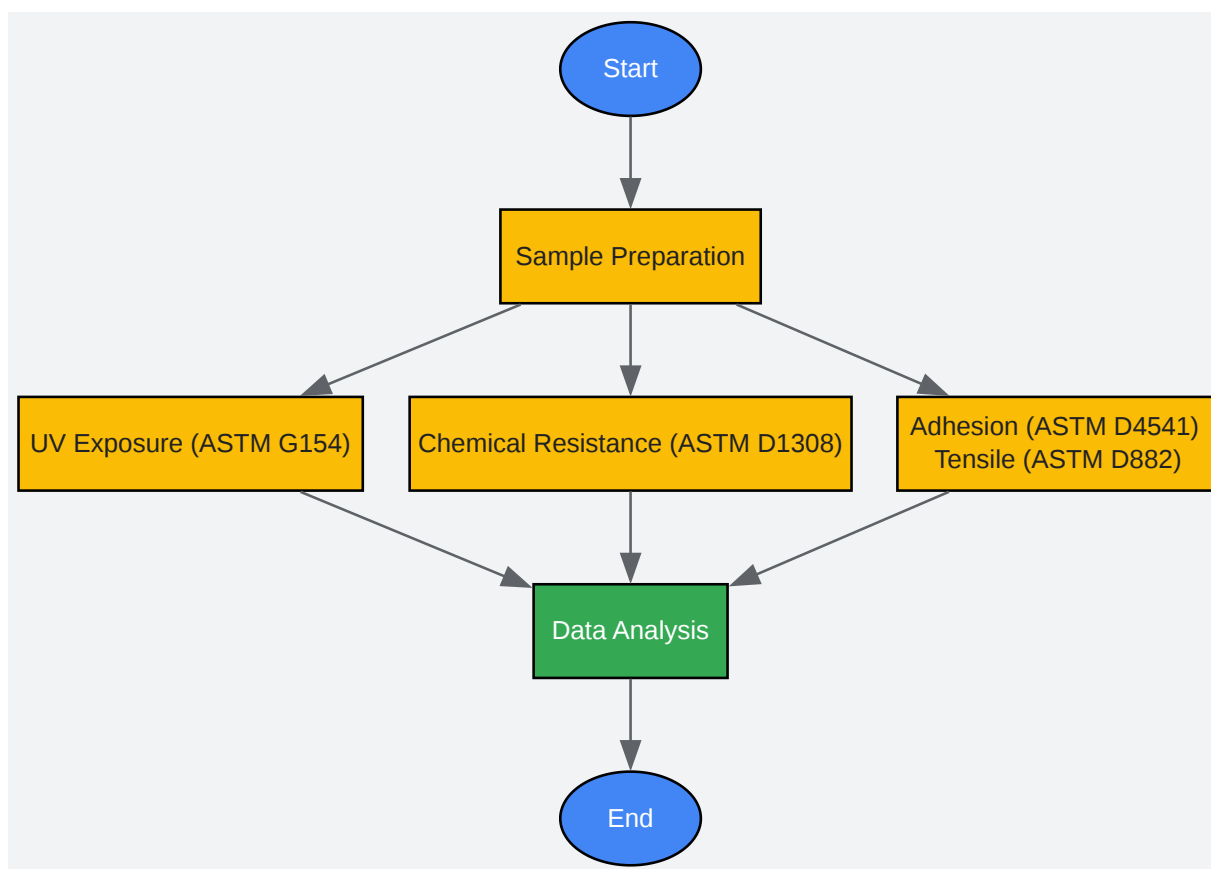 Start
Sample Preparation
UV Exposure (ASTM G154)
Chemical Resistance (ASTM D1308)
Adhesion (ASTM D4541)
Tensile (ASTM D882)
Data Analysis
End